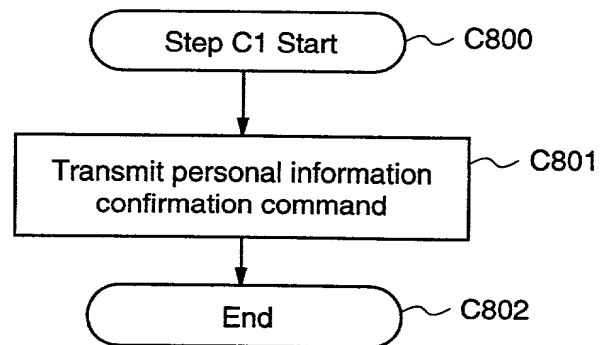 Step C1 Start
C800
Transmit personal information
confirmation command
C801
End
C802